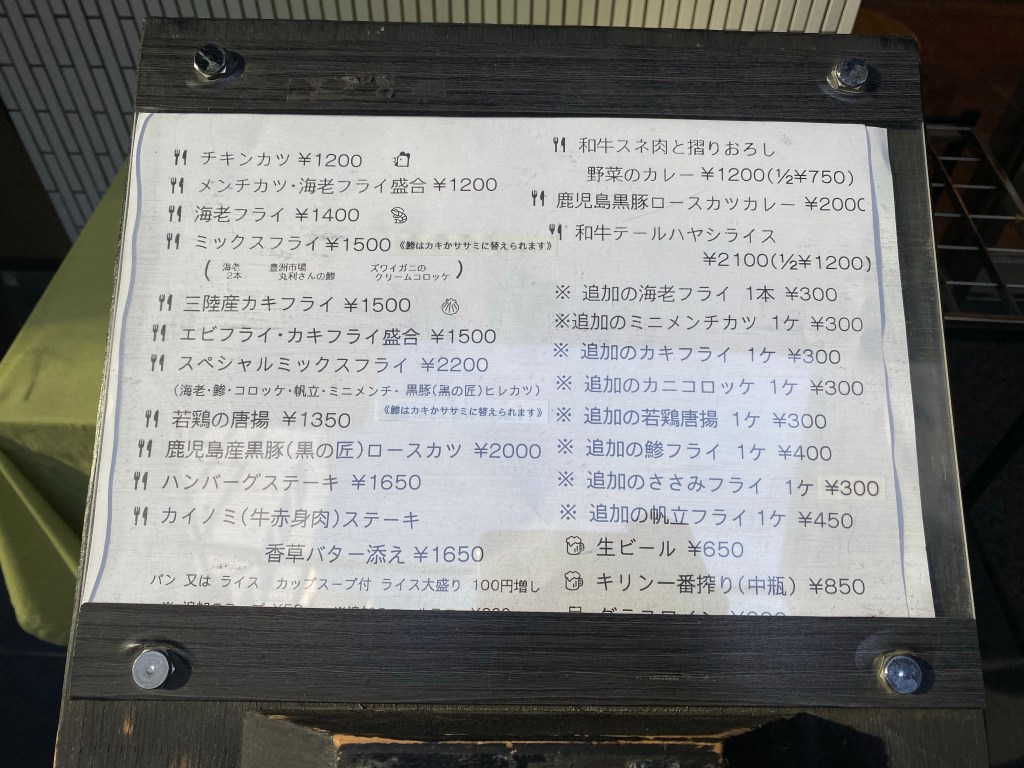 チキンカツ ¥1200
メンチカツ・海老フライ盛合 ¥1200
海老フライ ¥1400
ミックスフライ ¥1500 《鯵はカキかササミに替えられます》
( 海老2本 豊洲市場丸利さんの鯵 ズワイガニのクリームコロッケ )
三陸産カキフライ ¥1500
エビフライ・カキフライ盛合 ¥1500
スペシャルミックスフライ ¥2200
(海老・鯵・コロッケ・帆立・ミニメンチ・黒豚(黒の匠)ヒレカツ)
《鯵はカキかササミに替えられます》
若鶏の唐揚 ¥1350
鹿児島産黒豚(黒の匠)ロースカツ ¥2000
ハンバーグステーキ ¥1650
カイノミ(牛赤身肉)ステーキ
香草バター添え ¥1650
パン 又は ライス カップスープ付 ライス大盛り 100円増し
和牛スネ肉と摺りおろし
野菜のカレー ¥1200(½¥750)
鹿児島黒豚ロースカツカレー ¥2000
和牛テールハヤシライス
¥2100(½¥1200)
※ 追加の海老フライ 1本 ¥300
※追加のミニメンチカツ 1ケ ¥300
※ 追加のカキフライ 1ケ ¥300
※ 追加のカニコロッケ 1ケ ¥300
※ 追加の若鶏唐揚 1ケ ¥300
※ 追加の鯵フライ 1ケ ¥400
※ 追加のささみフライ 1ケ ¥300
※ 追加の帆立フライ 1ケ ¥450
生ビール ¥650
キリン一番搾り(中瓶) ¥850